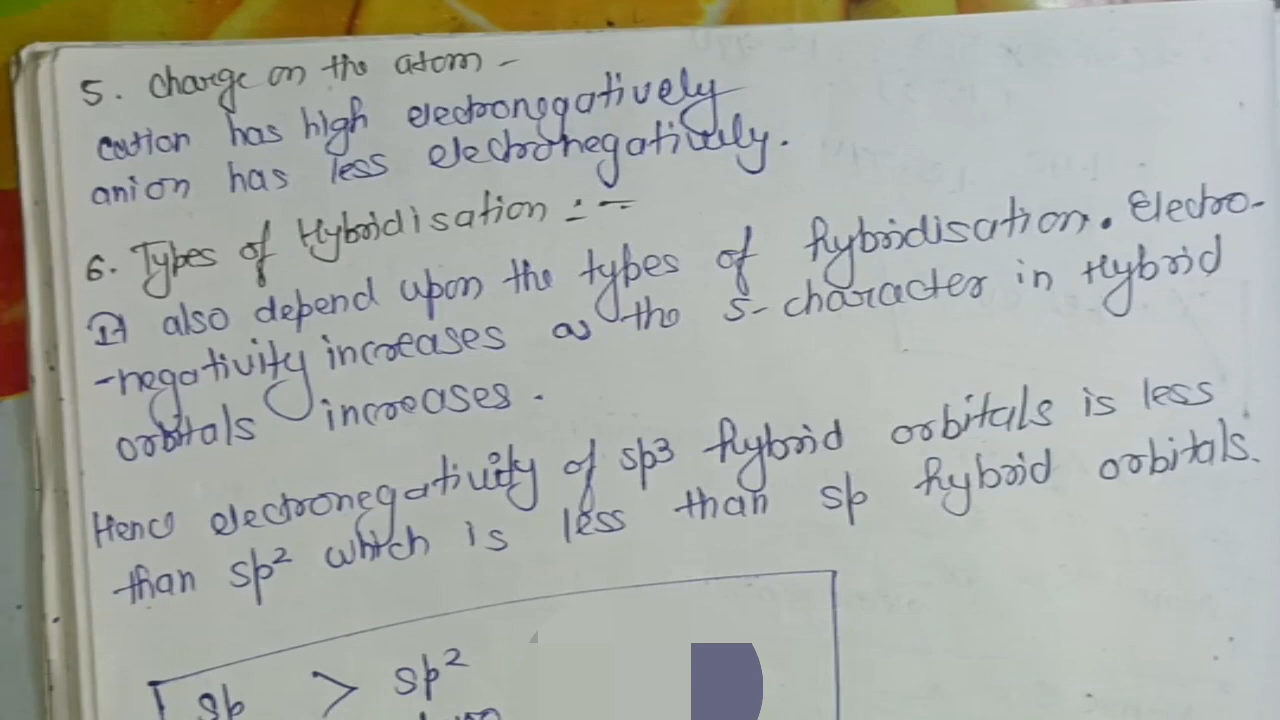 5. Charge on the atom -
cation has high electronegatively
anion has less electronegatively.
6. Types of Hybridisation :-
It also depend upon the types of hybridisation. Electro-
-negativity increases as the s-character in Hybrid
orbitals increases.
Hence electronegativity of sp3 hybrid orbitals is less
than sp² which is less than sp hybrid orbitals.
sp > sp²